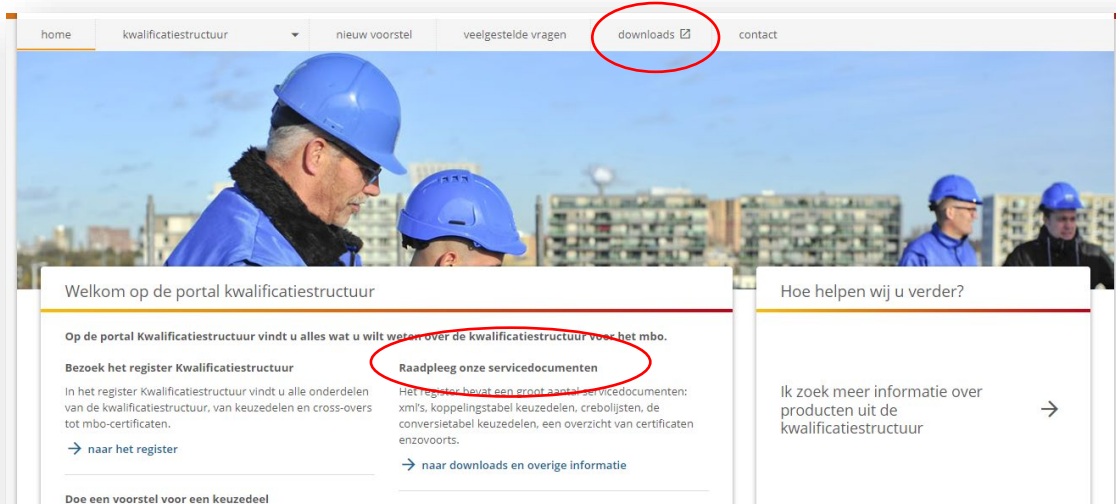 home kwalificatiestructuur nieuw voorstel veelgestelde vragen downloads contact
Welkom op de portal kwalificatiestructuur
Op de portal Kwalificatiestructuur vindt u alles wat u wilt weten over de kwalificatiestructuur voor het mbo.
Bezoek het register Kwalificatiestructuur
In het register Kwalificatiestructuur vindt u alle onderdelen
van de kwalificatiestructuur, van keuzedelen en cross-overs
tot mbo-certificaten.
→ naar het register
Doe een voorstel voor een keuzedeel
Raadpleeg onze servicedocumenten
Het register bevat een groot aantal servicedocumenten:
xml's, koppelingstabel keuzedelen, crebolijsten, de
conversietabel keuzedelen, een overzicht van certificaten
enzovoorts.
→ naar downloads en overige informatie
Hoe helpen wij u verder?
Ik zoek meer informatie over
producten uit de
kwalificatiestructuur →